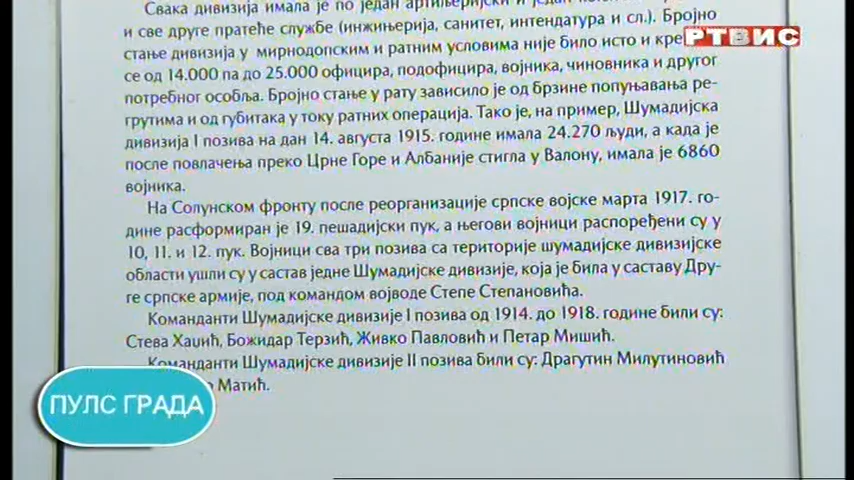 Свака дивизија имала је по један артиљеријски и један
и све друге пратеће службе (инжињерија, санитет, интендатура и сл.). Бројно
стање дивизија у мирнодопским и ратним условима није било исто и кре
се од 14.000 па до 25.000 официра, подофицира, војника, чиновника и другог
потребног особља. Бројно стање у рату зависило је од брзине попуњавања ре-
грутима и од губитака у току ратних операција. Тако је, на пример, Шумадијска
дивизија I позива на дан 14. августа 1915. године имала 24.270 људи, а када је
после повлачења преко Црне Горе и Албаније стигла у Валону, имала је 6860
војника.
На Солунском фронту после реорганизације српске војске марта 1917. го-
дине расформиран је 19. пешадијски пук, а његови војници распоређени су у
10, 11. и 12. пук. Војници сва три позива са територије шумадијске дивизијске
области ушли су у састав једне Шумадијске дивизије, која је била у саставу Дру-
ге српске армије, под командом војводе Степе Степановића.
Команданти Шумадијске дивизије I позива од 1914. до 1918. године били су:
Стева Хаџић, Божидар Терзић, Живко Павловић и Петар Мишић.
Команданти Шумадијске дивизије II позива били су: Драгутин Милутиновић
Матић.
РТВИС
ПУЛС ГРАДА